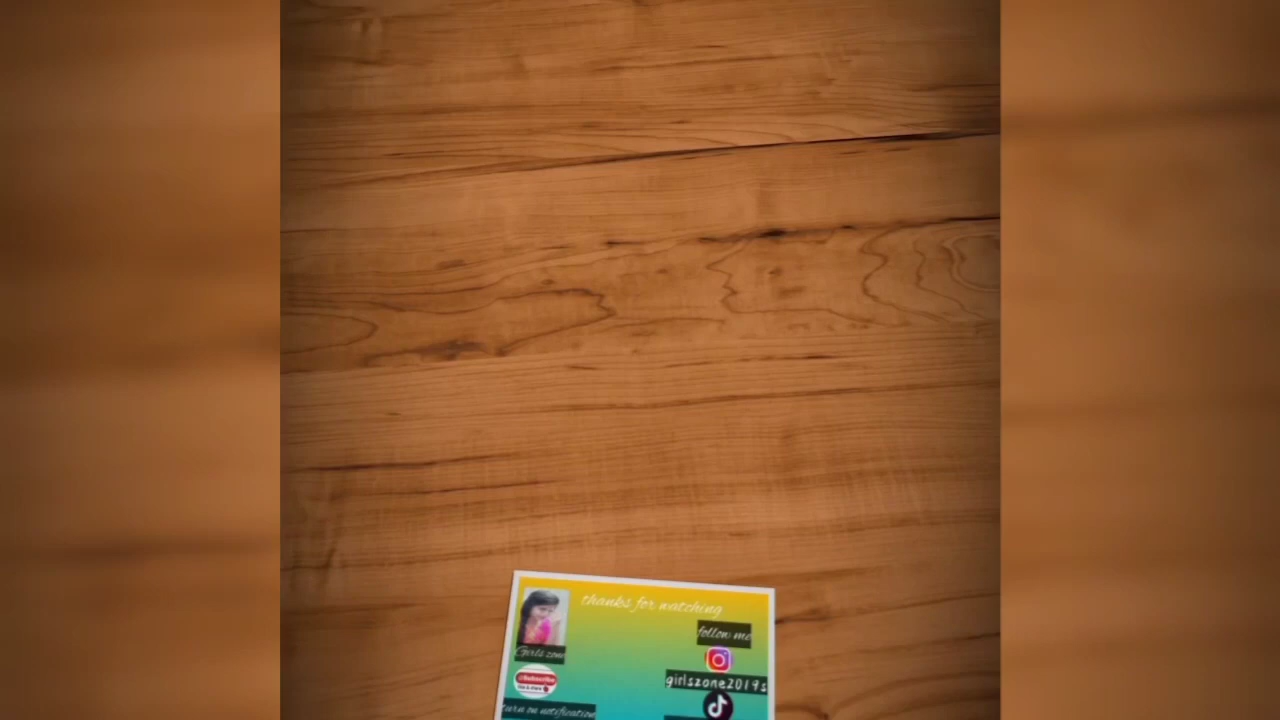 thanks for watching
follow me
Girls zone
girlszone2019s
Subscribe
turn on notification